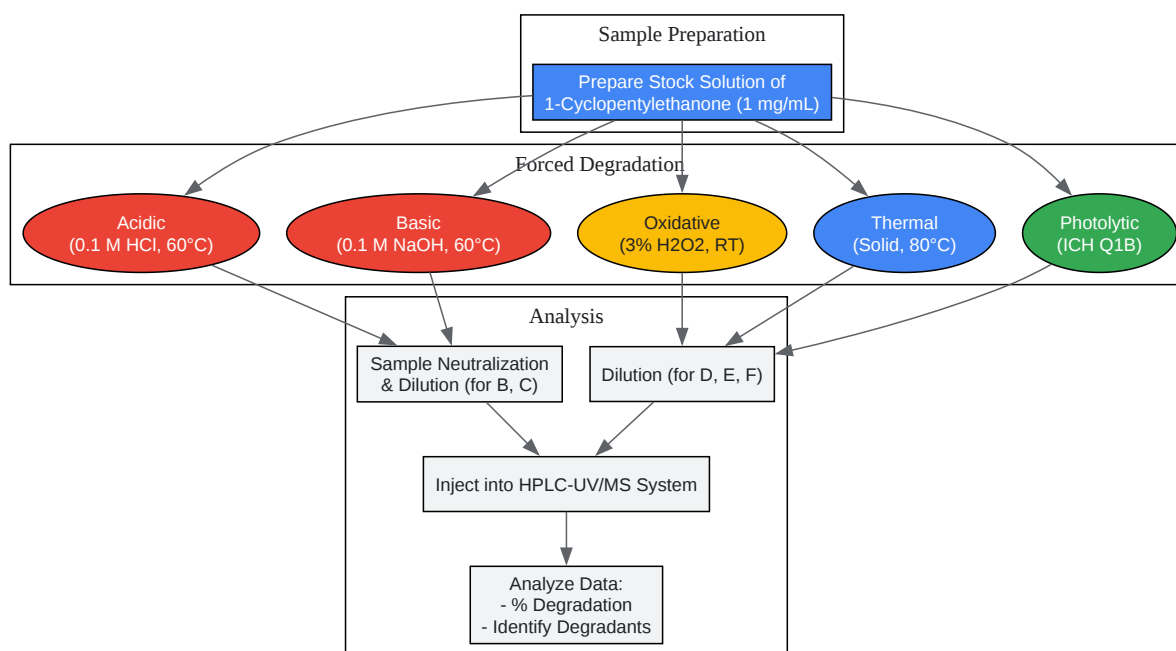 Sample Preparation
Prepare Stock Solution of
1-Cyclopentylethanone (1 mg/mL)
Forced Degradation
Acidic
(0.1 M HCl, 60°C)
Basic
(0.1 M NaOH, 60°C)
Oxidative
(3% H2O2, RT)
Thermal
(Solid, 80°C)
Photolytic
(ICH Q1B)
Analysis
Sample Neutralization
& Dilution (for B, C)
Dilution (for D, E, F)
Inject into HPLC-UV/MS System
Analyze Data:
- % Degradation
- Identify Degradants